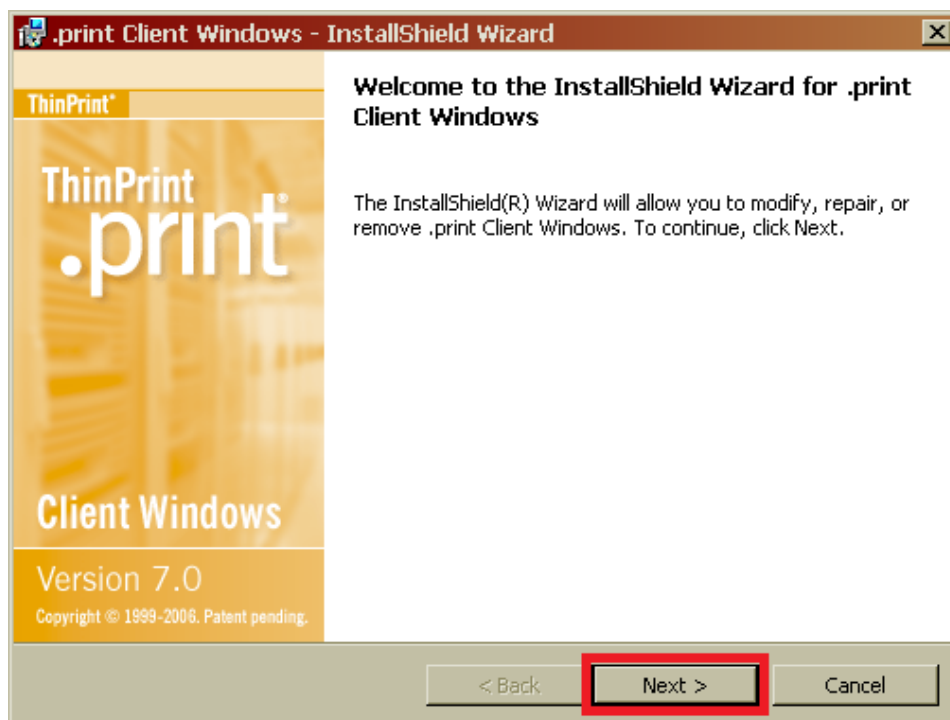 .print Client Windows - InstallShield Wizard
ThinPrint®
ThinPrint
.print®
Client Windows
Version 7.0
Copyright © 1999-2006. Patent pending.
Welcome to the InstallShield Wizard for .print
Client Windows
The InstallShield(R) Wizard will allow you to modify, repair, or
remove .print Client Windows. To continue, click Next.
< Back
Next >
Cancel